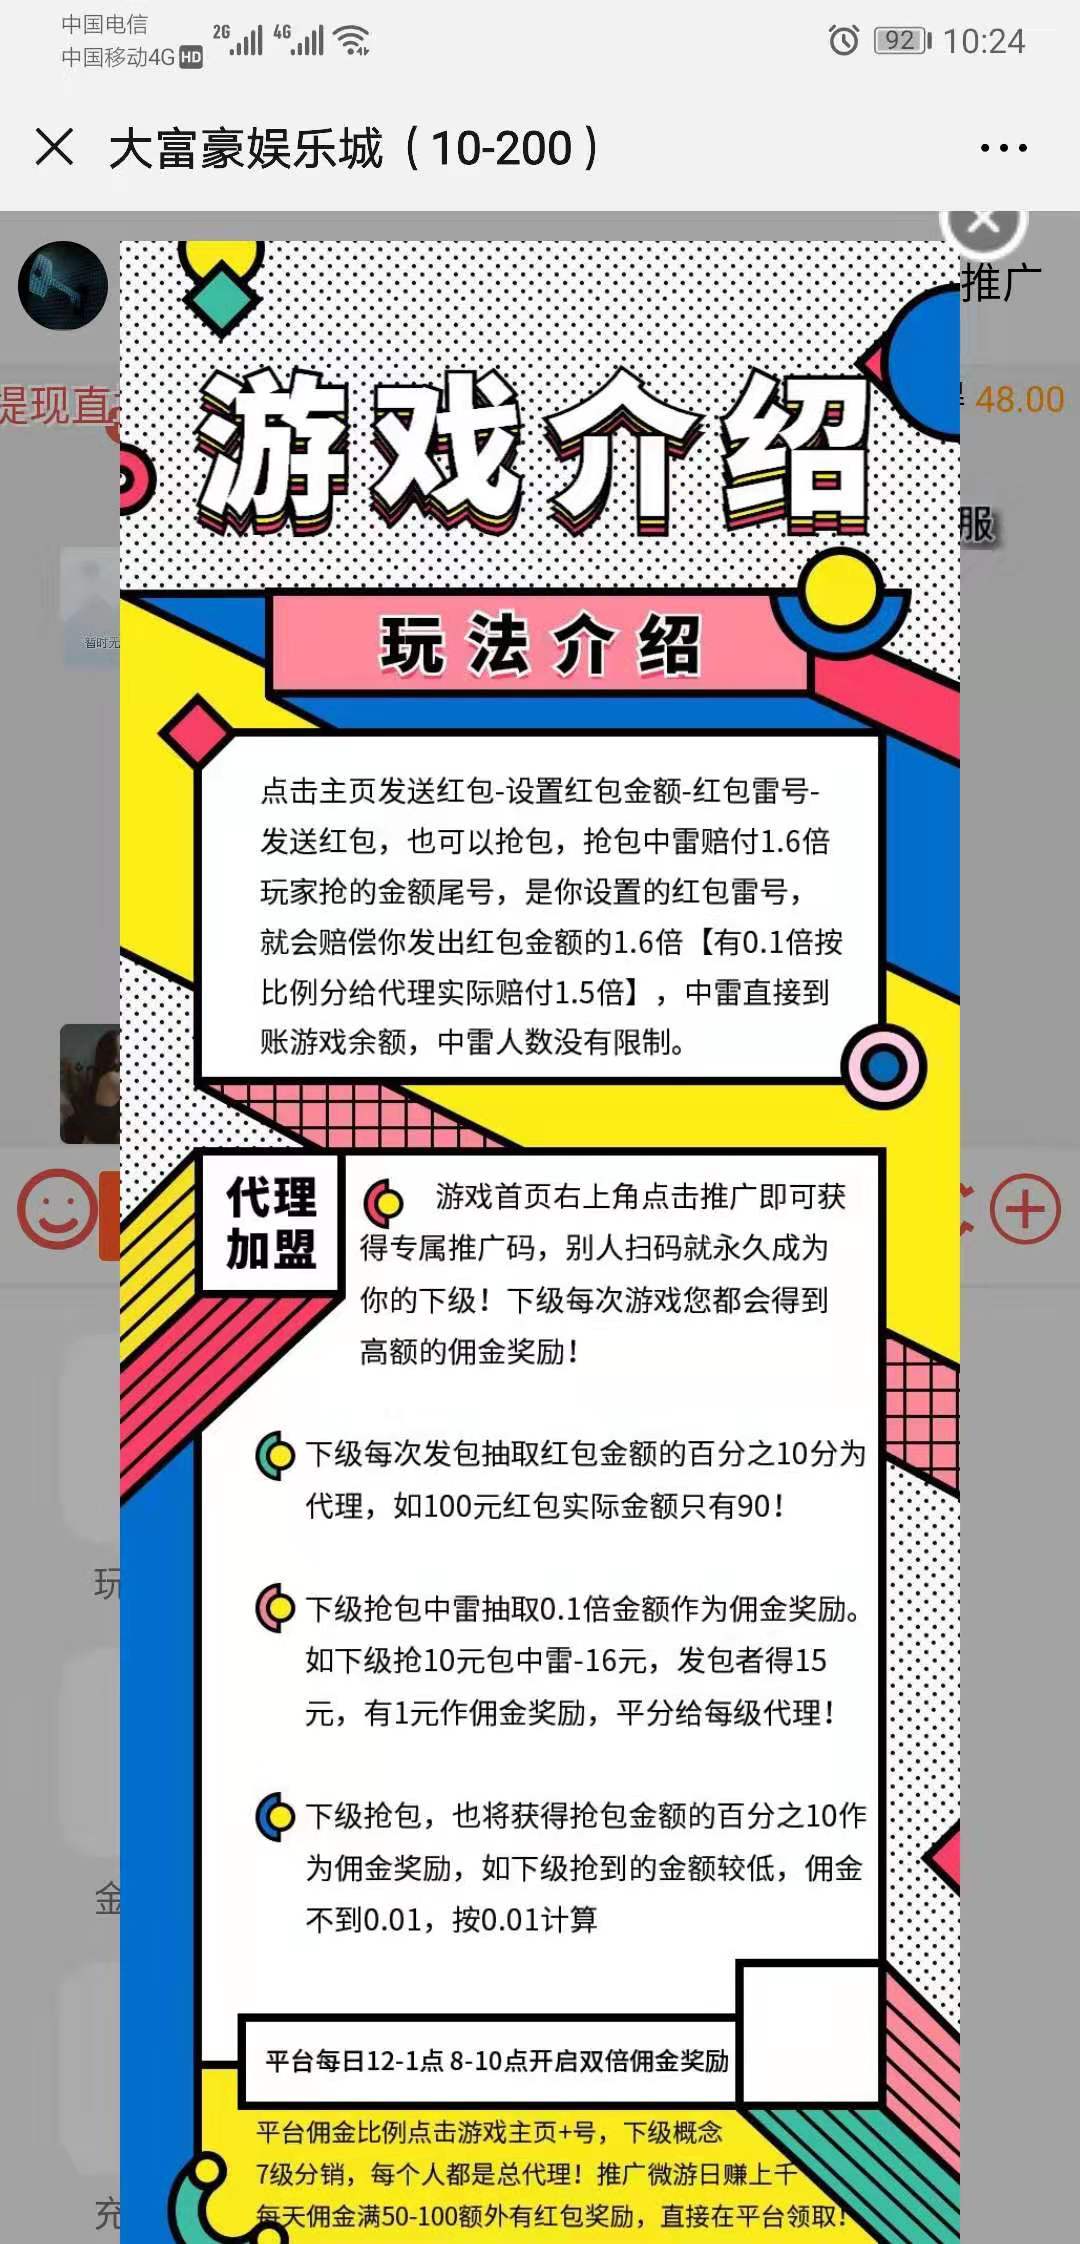 中国电信
中国移动4G HD
2G
4G
92
10:24
大富豪娱乐城（10-200）
推广
提现直
48.00
服
暂时无
游戏介绍
玩法介绍
点击主页发送红包-设置红包金额-红包雷号-
发送红包，也可以抢包，抢包中雷赔付1.6倍
玩家抢的金额尾号，是你设置的红包雷号，
就会赔偿你发出红包金额的1.6倍【有0.1倍按
比例分给代理实际赔付1.5倍】，中雷直接到
账游戏余额，中雷人数没有限制。
代理
加盟
游戏首页右上角点击推广即可获
得专属推广码，别人扫码就永久成为
你的下级！下级每次游戏您都会得到
高额的佣金奖励！
下级每次发包抽取红包金额的百分之10分为
代理，如100元红包实际金额只有90！
下级抢包中雷抽取0.1倍金额作为佣金奖励。
如下级抢10元包中雷-16元，发包者得15
元，有1元作佣金奖励，平分给每级代理！
下级抢包，也将获得抢包金额的百分之10作
为佣金奖励，如下级抢到的金额较低，佣金
不到0.01，按0.01计算
玩
金
充
平台每日12-1点 8-10点开启双倍佣金奖励
平台佣金比例点击游戏主页+号，下级概念
7级分销，每个人都是总代理！推广微游日赚上千
每天佣金满50-100额外有红包奖励，直接在平台领取！